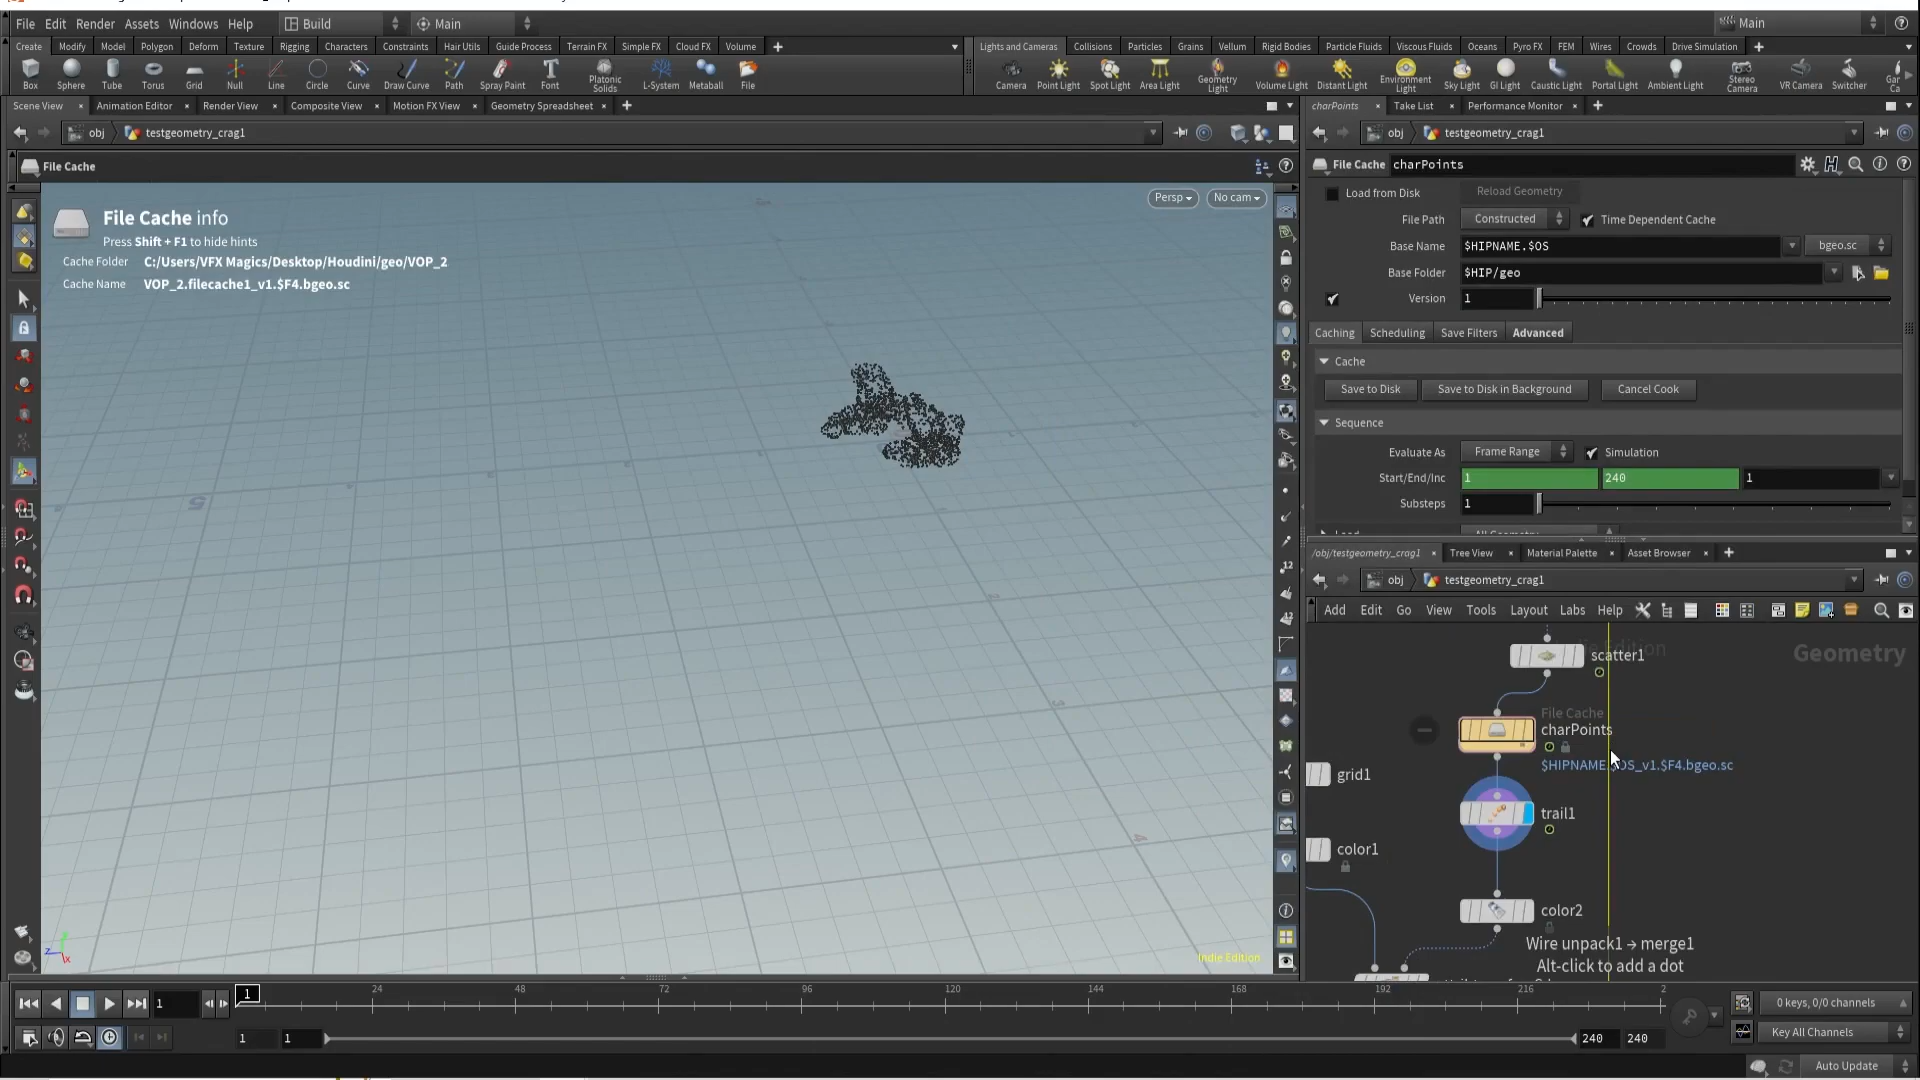 File Edit Render Assets Windows Help Build Main Main
Create Modify Model Polygon Deform Texture Rigging Characters Constraints Hair Utils Guide Process Terrain FX Simple FX Cloud FX Volume
Lights and Cameras Collisions Particles Grains Vellum Rigid Bodies Particle Fluids Viscous Fluids Oceans Pyro FX FEM Wires Crowds Drive Simulation
Box Sphere Tube Torus Grid Null Line Circle Curve Draw Curve Path Spray Paint Font Platonic Solids L-System Metaball File
Camera Point Light Spot Light Area Light Geometry Light Volume Light Distant Light Environment Light Sky Light GI Light Caustic Light Portal Light Ambient Light Stereo Camera VR Camera Switcher
Scene View Animation Editor Render View Composite View Motion FX View Geometry Spreadsheet
charPoints Take List Performance Monitor
obj testgeometry_crag1
obj testgeometry_crag1
File Cache
File Cache charPoints
Load from Disk Reload Geometry
File Path Constructed Time Dependent Cache
Base Name $HIPNAME.$OS bgeo.sc
Base Folder $HIP/geo
Version 1
Caching Scheduling Save Filters Advanced
Cache
Save to Disk Save to Disk in Background Cancel Cook
Sequence
Evaluate As Frame Range Simulation
Start/End/Inc 1 240 1
Substeps 1
Persp No cam
File Cache info
Press Shift + F1 to hide hints
Cache Folder C:/Users/VFX Magics/Desktop/Houdini/geo/VOP_2
Cache Name VOP_2.filecache1_v1.$F4.bgeo.sc
Indie Edition
/obj/testgeometry_crag1 Tree View Material Palette Asset Browser
obj testgeometry_crag1
Add Edit Go View Tools Layout Labs Help
Geometry
scatter1
File Cache
charPoints
$HIPNAME.$OS_v1.$F4.bgeo.sc
grid1
trail1
color1
color2
Wire unpack1 → merge1
Alt-click to add a dot
1 1 24 48 72 96 120 144 168 192 216 2
0 keys, 0/0 channels
1 1 240 240
Key All Channels
Auto Update